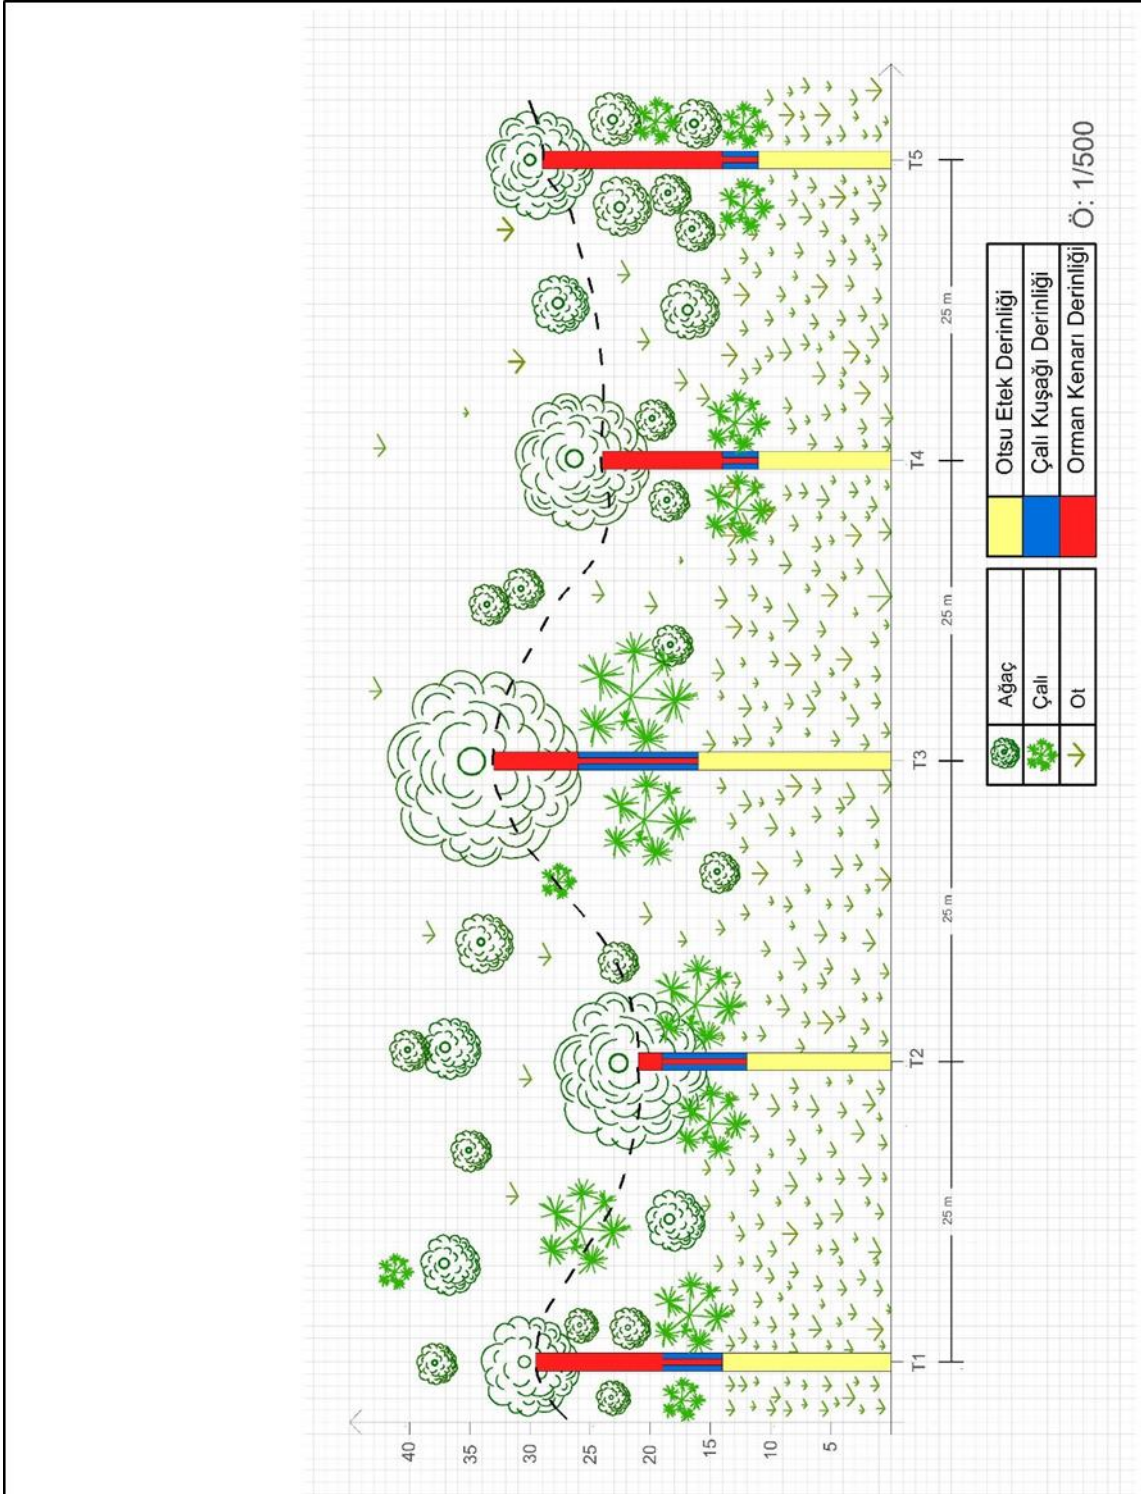 40
35
30
25
20
15
10
5
T1
T2
T3
T4
T5
25 m
25 m
25 m
25 m
Ağaç
Çalı
Ot
Otsu Etek Derinliği
Çalı Kuşağı Derinliği
Orman Kenarı Derinliği
Ö: 1/500